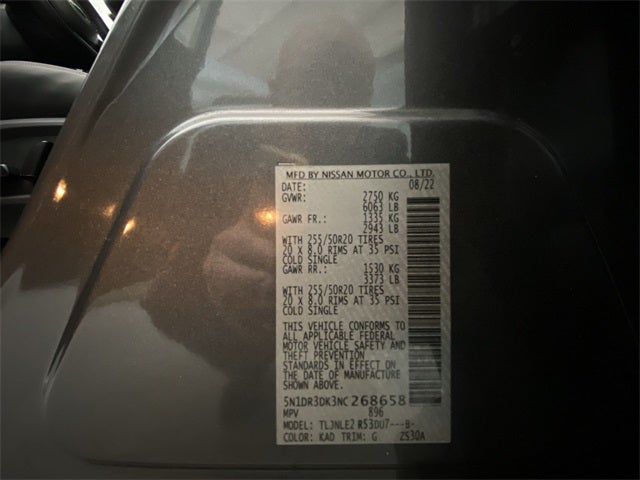 MFD BY NISSAN MOTOR CO., LTD.
DATE: 08/22
GVWR: 2750 KG
6063 LB
GAWR FR.: 1335 KG
2943 LB
WITH 255/50R20 TIRES
20 X 8.0 RIMS AT 35 PSI
COLD SINGLE
GAWR RR.: 1530 KG
3373 LB
WITH 255/50R20 TIRES
20 X 8.0 RIMS AT 35 PSI
COLD SINGLE
THIS VEHICLE CONFORMS TO
ALL APPLICABLE FEDERAL
MOTOR VEHICLE SAFETY AND
THEFT PREVENTION
STANDARDS IN EFFECT ON
THE DATE OF MANUFACTURE
SHOWN ABOVE.
5N1DR3DK3NC268658
MPV 896
MODEL: TLJNLE2 R53DU7---B-
COLOR: KAD TRIM: G ZS30A